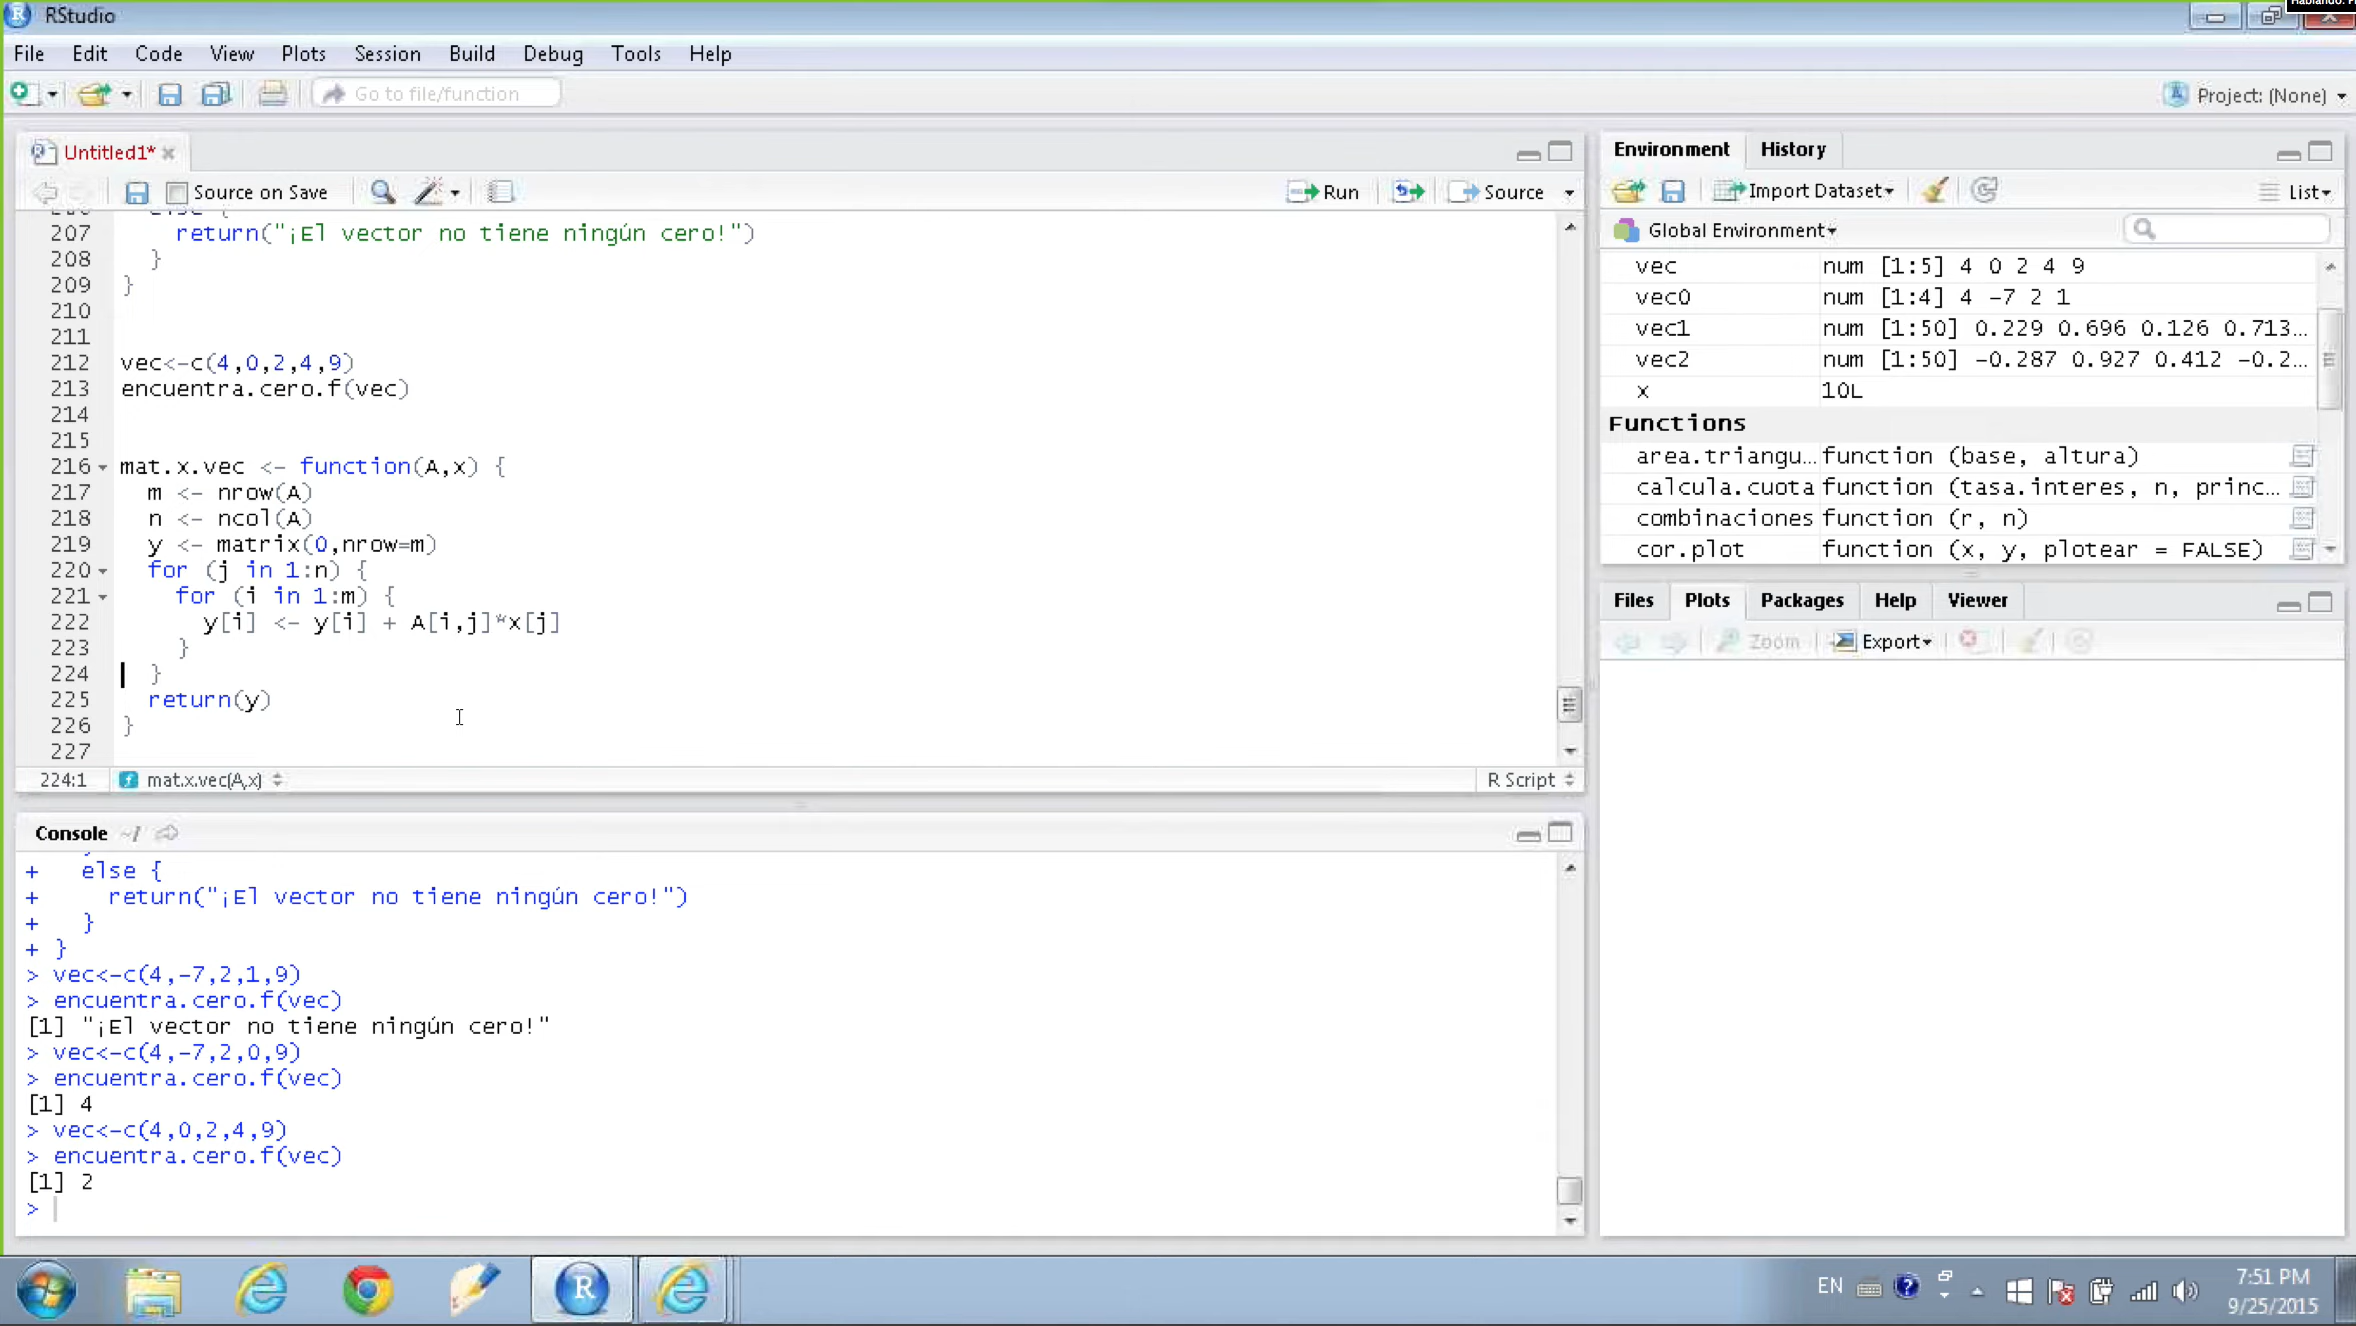 Hablando:
RStudio
File Edit Code View Plots Session Build Debug Tools Help
Go to file/function
Project: (None)
Untitled1*
Source on Save
Run
Source
207 return("¡El vector no tiene ningún cero!")
208 }
209 }
210
211
212 vec<-c(4,0,2,4,9)
213 encuentra.cero.f(vec)
214
215
216 mat.x.vec <- function(A,x) {
217 m <- nrow(A)
218 n <- ncol(A)
219 y <- matrix(0,nrow=m)
220 for (j in 1:n) {
221 for (i in 1:m) {
222 y[i] <- y[i] + A[i,j]*x[j]
223 }
224 }
225 return(y)
226 }
227
224:1 mat.x.vec(A,x) R Script
Console ~/
+ else {
+ return("¡El vector no tiene ningún cero!")
+ }
+ }
> vec<-c(4,-7,2,1,9)
> encuentra.cero.f(vec)
[1] "¡El vector no tiene ningún cero!"
> vec<-c(4,-7,2,0,9)
> encuentra.cero.f(vec)
[1] 4
> vec<-c(4,0,2,4,9)
> encuentra.cero.f(vec)
[1] 2
>
Environment History
Import Dataset List
Global Environment
vec num [1:5] 4 0 2 4 9
vec0 num [1:4] 4 -7 2 1
vec1 num [1:50] 0.229 0.696 0.126 0.713...
vec2 num [1:50] -0.287 0.927 0.412 -0.2...
x 10L
Functions
area.triangu... function (base, altura)
calcula.cuota function (tasa.interes, n, princ...
combinaciones function (r, n)
cor.plot function (x, y, plotear = FALSE)
Files Plots Packages Help Viewer
Zoom Export
EN
7:51 PM
9/25/2015